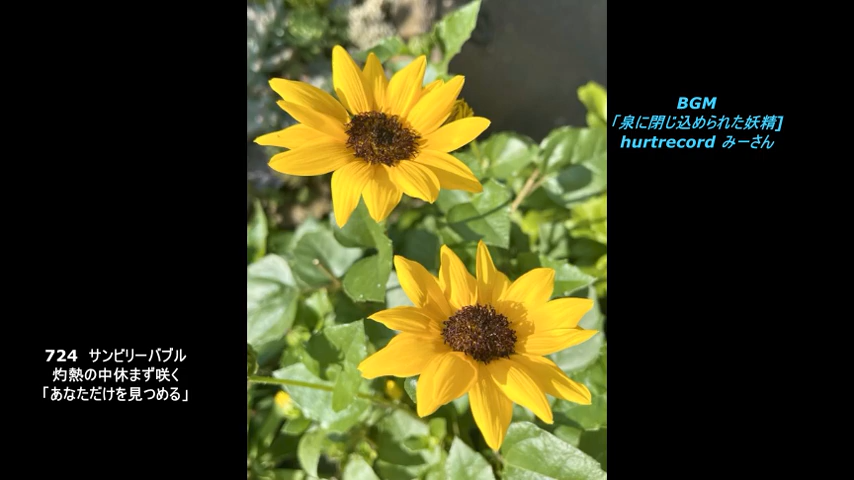 BGM
「泉に閉じ込められた妖精]
hurtrecord みーさん
724 サンビリーバブル
灼熱の中休まず咲く
「あなただけを見つめる」